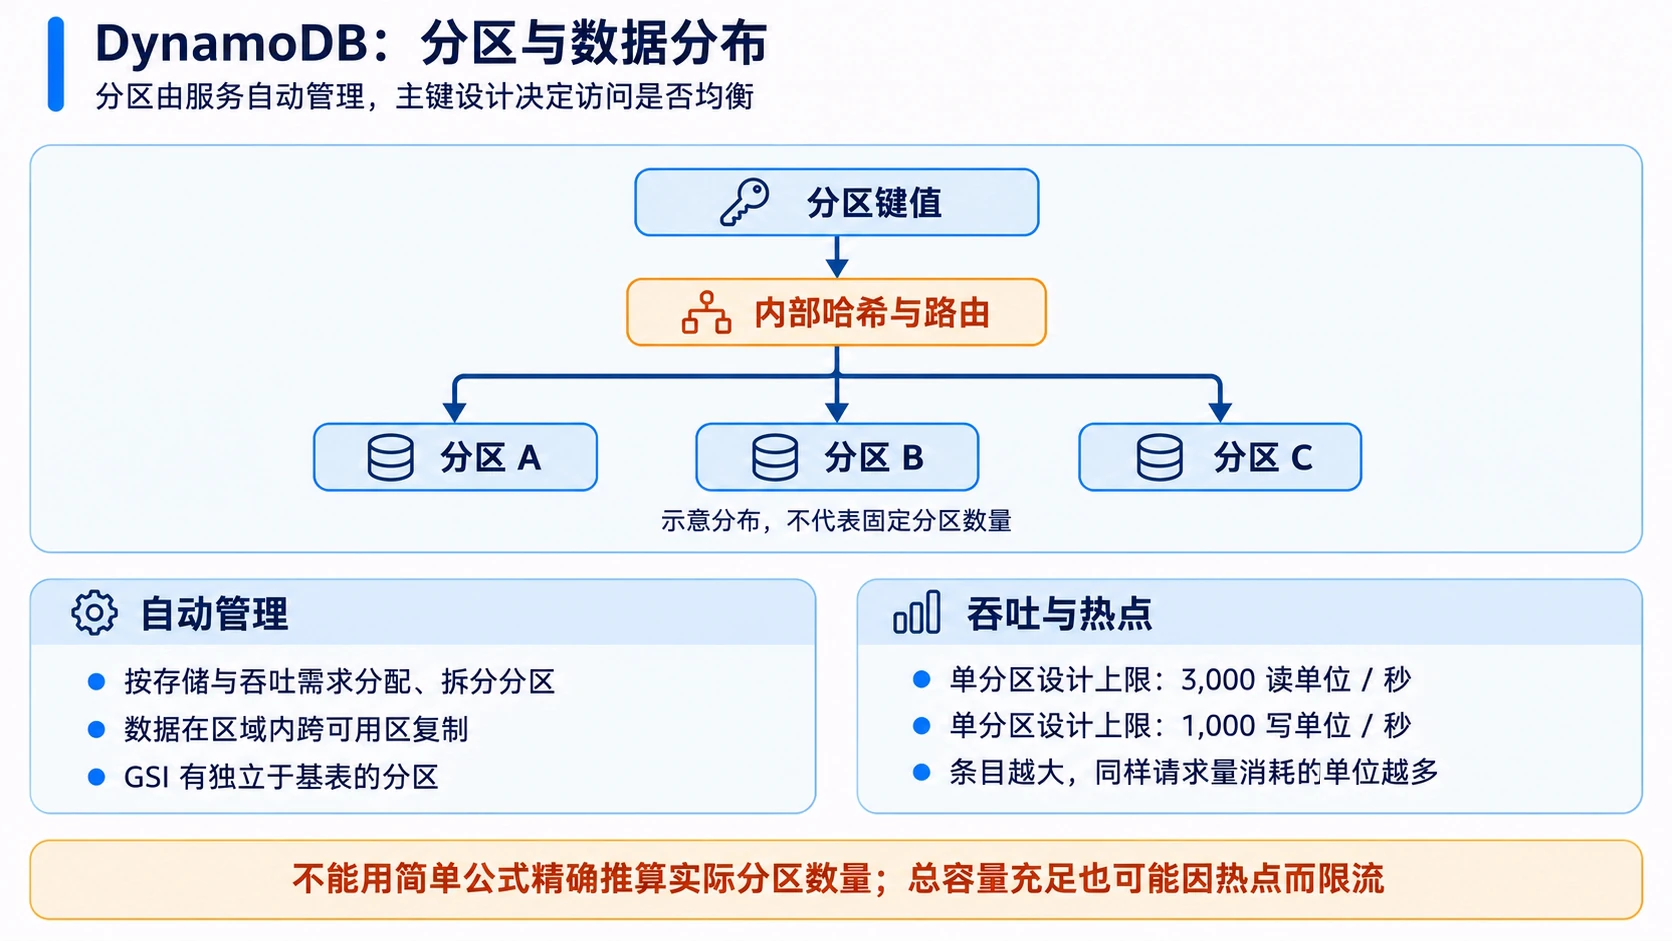 DynamoDB：分区与数据分布
分区由服务自动管理，主键设计决定访问是否均衡
分区键值
内部哈希与路由
分区 A
分区 B
分区 C
示意分布，不代表固定分区数量
自动管理
按存储与吞吐需求分配、拆分分区
数据在区域内跨可用区复制
GSI 有独立于基表的分区
吞吐与热点
单分区设计上限：3,000 读单位 / 秒
单分区设计上限：1,000 写单位 / 秒
条目越大，同样请求量消耗的单位越多
不能用简单公式精确推算实际分区数量；总容量充足也可能因热点而限流